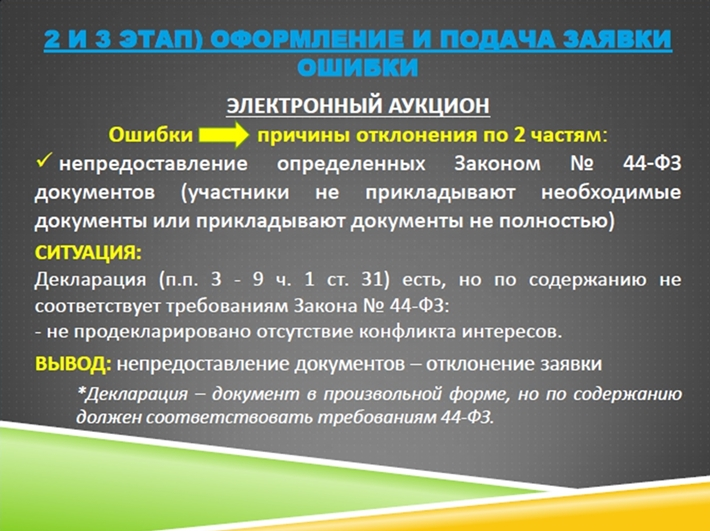 2 И 3 ЭТАП) ОФОРМЛЕНИЕ И ПОДАЧА ЗАЯВКИ
ОШИБКИ
ЭЛЕКТРОННЫЙ АУКЦИОН
Ошибки причины отклонения по 2 частям:
✓ непредоставление определенных Законом № 44-ФЗ
документов (участники не прикладывают необходимые
документы или прикладывают документы не полностью)
СИТУАЦИЯ:
Декларация (п.п. 3 - 9 ч. 1 ст. 31) есть, но по содержанию не
соответствует требованиям Закона № 44-ФЗ:
- не продекларировано отсутствие конфликта интересов.
ВЫВОД: непредоставление документов – отклонение заявки
*Декларация – документ в произвольной форме, но по содержанию
должен соответствовать требованиям 44-ФЗ.